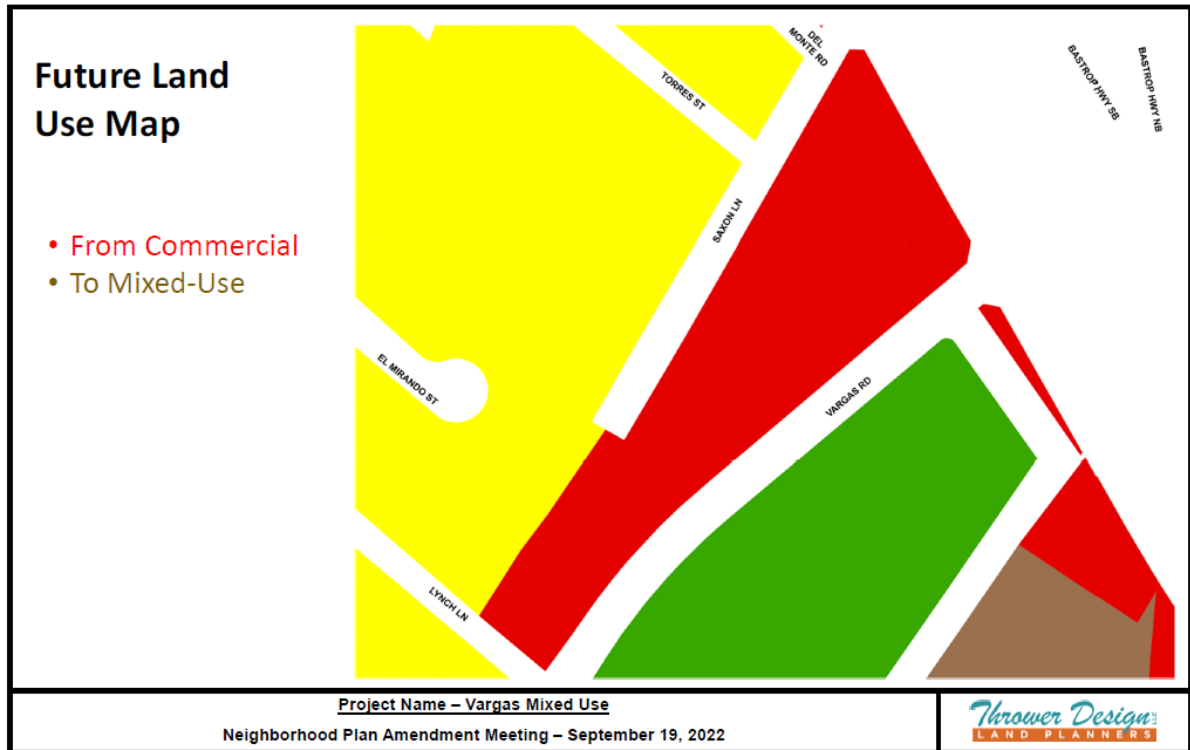 Future Land
Use Map
• From Commercial
• To Mixed-Use
DEL
MONTE RD
BASTROP HWY SB
BASTROP HWY NB
TORRES ST
SAXON LN
EL MIRANDO ST
VARGAS RD
LYNCH LN
Project Name – Vargas Mixed Use
Neighborhood Plan Amendment Meeting – September 19, 2022
Thrower Design LLC
LAND PLANNERS